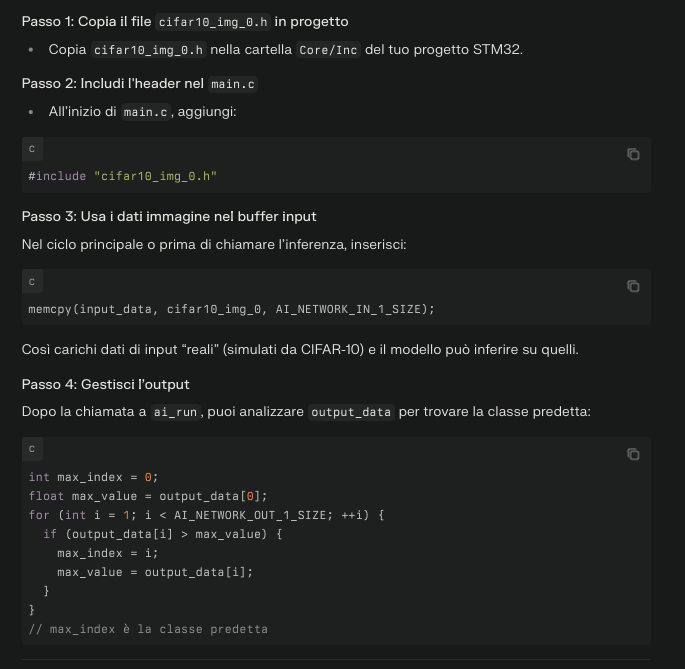 Passo 1: Copia il file cifar10_img_0.h in progetto
• Copia cifar10_img_0.h nella cartella Core/Inc del tuo progetto STM32.
Passo 2: Includi l'header nel main.c
• All'inizio di main.c, aggiungi:
c
#include "cifar10_img_0.h"
Passo 3: Usa i dati immagine nel buffer input
Nel ciclo principale o prima di chiamare l'inferenza, inserisci:
c
memcpy(input_data, cifar10_img_0, AI_NETWORK_IN_1_SIZE);
Così carichi dati di input “reali” (simulati da CIFAR-10) e il modello può inferire su quelli.
Passo 4: Gestisci l'output
Dopo la chiamata a ai_run, puoi analizzare output_data per trovare la classe predetta:
c
int max_index = 0;
float max_value = output_data[0];
for (int i = 1; i < AI_NETWORK_OUT_1_SIZE; ++i) {
  if (output_data[i] > max_value) {
    max_index = i;
    max_value = output_data[i];
  }
}
// max_index è la classe predetta